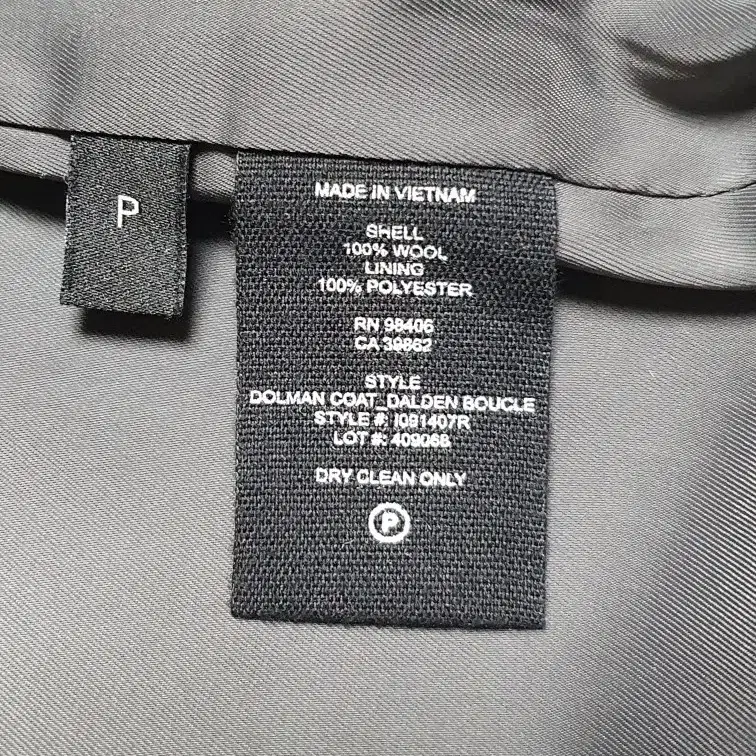 P
MADE IN VIETNAM
SHELL
100% WOOL
LINING
100% POLYESTER
RN 98406
CA 39862
STYLE
DOLMAN COAT_DALDEN BOUCLE
STYLE #: I091407R
LOT #: 409068
DRY CLEAN ONLY
P